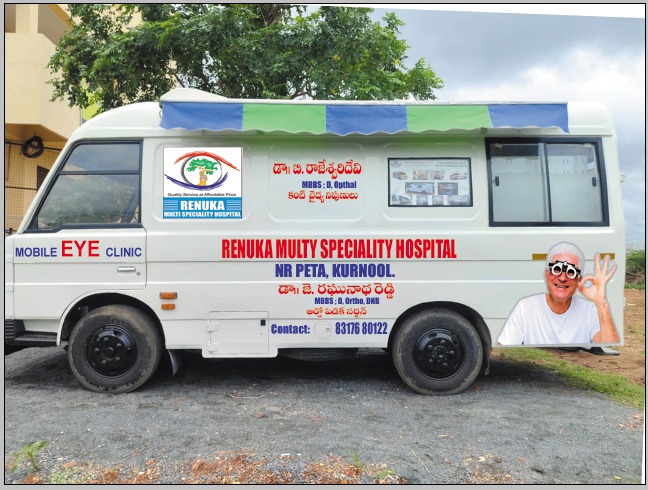 Quality Service at Affordable Price
RENUKA
MULTI SPECIALITY HOSPITAL
డా॥ బి. రాజేశ్వరిదేవి
MBBS ; D, Opthal
కంటి వైద్య నిపుణులు
MOBILE EYE CLINIC
RENUKA MULTY SPECIALITY HOSPITAL
NR PETA, KURNOOL.
డా॥ జె. రఘునాథ రెడ్డి
MBBS ; D, Ortho, DNB
ఆర్థో పెడిక్ సర్జన్
Contact: 83176 80122